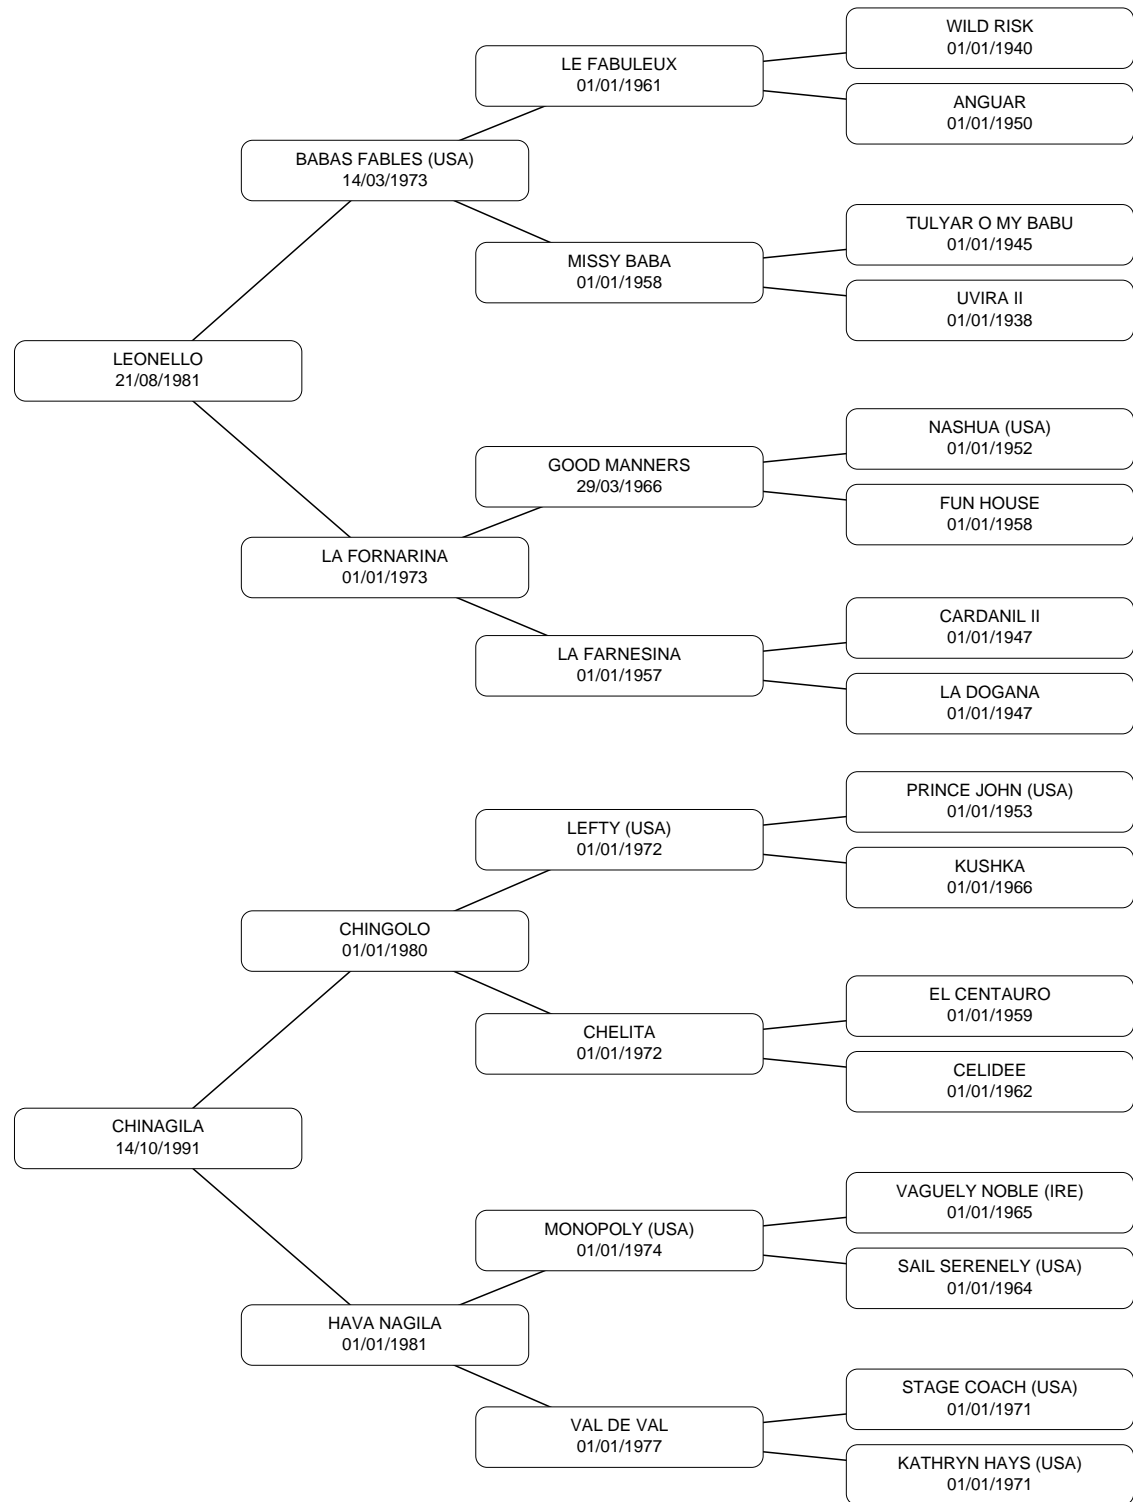 WILD RISK
01/01/1940
LE FABULEUX
01/01/1961
ANGUAR
01/01/1950
BABAS FABLES (USA)
14/03/1973
TULYAR O MY BABU
01/01/1945
MISSY BABA
01/01/1958
UVIRA II
01/01/1938
LEONELLO
21/08/1981
NASHUA (USA)
01/01/1952
GOOD MANNERS
29/03/1966
FUN HOUSE
01/01/1958
LA FORNARINA
01/01/1973
CARDANIL II
01/01/1947
LA FARNESINA
01/01/1957
LA DOGANA
01/01/1947
PRINCE JOHN (USA)
01/01/1953
LEFTY (USA)
01/01/1972
KUSHKA
01/01/1966
CHINGOLO
01/01/1980
EL CENTAURO
01/01/1959
CHELITA
01/01/1972
CELIDEE
01/01/1962
CHINAGILA
14/10/1991
VAGUELY NOBLE (IRE)
01/01/1965
MONOPOLY (USA)
01/01/1974
SAIL SERENELY (USA)
01/01/1964
HAVA NAGILA
01/01/1981
STAGE COACH (USA)
01/01/1971
VAL DE VAL
01/01/1977
KATHRYN HAYS (USA)
01/01/1971